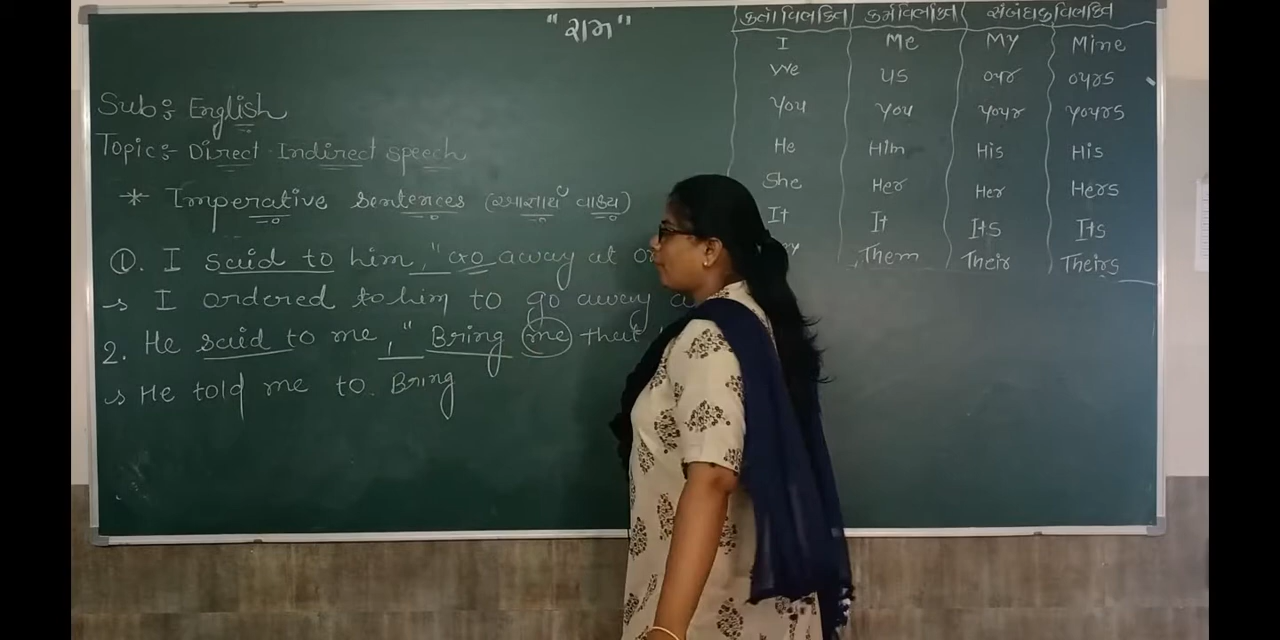 "રામ"
Sub:- English
Topic:- Direct-Indirect speech
* Imperative sentences (આજ્ઞાર્થ વાક્ય)
①. I said to him, "Go away at
↳ I ordered to him to go away
2. He said to me, "Bring me that
↳ He told me to. Bring
કર્તા વિભક્તિ કર્મ વિભક્તિ સંબંધક વિભક્તિ
I Me My Mine
We us our ours
You You Your Yours
He Him His His
She Her Her Hers
It It Its Its
Them Their Theirs